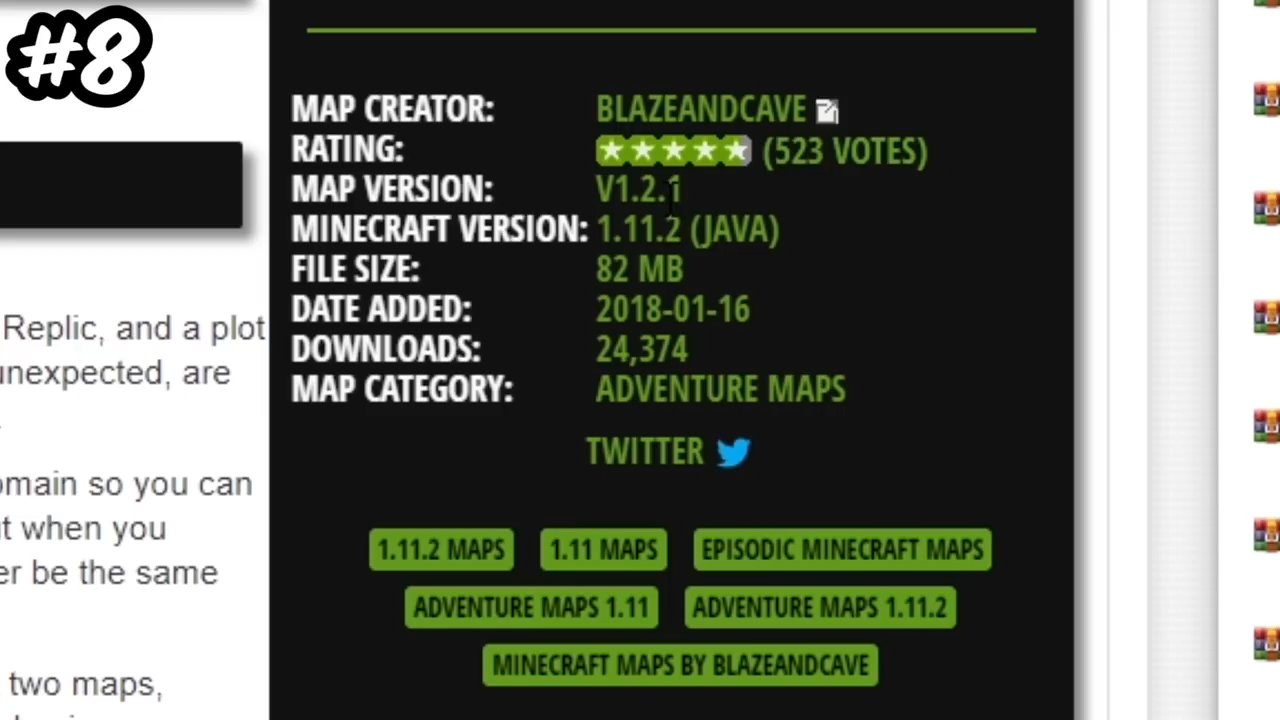 #8
MAP CREATOR: BLAZEANDCAVE
RATING: (523 VOTES)
MAP VERSION: V1.2.1
MINECRAFT VERSION: 1.11.2 (JAVA)
FILE SIZE: 82 MB
DATE ADDED: 2018-01-16
DOWNLOADS: 24,374
MAP CATEGORY: ADVENTURE MAPS
TWITTER
1.11.2 MAPS 1.11 MAPS EPISODIC MINECRAFT MAPS
ADVENTURE MAPS 1.11 ADVENTURE MAPS 1.11.2
MINECRAFT MAPS BY BLAZEANDCAVE
Replic, and a plot
unexpected, are
so you can
when you
be the same
two maps,